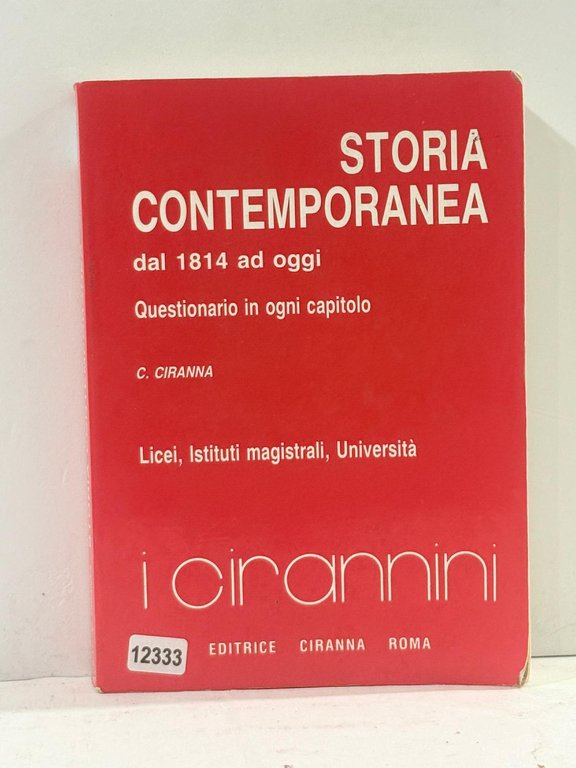 STORIA
CONTEMPORANEA
dal 1814 ad oggi
Questionario in ogni capitolo
C. CIRANNA
Licei, Istituti magistrali, Università
i cirannini
12333
EDITRICE CIRANNA ROMA